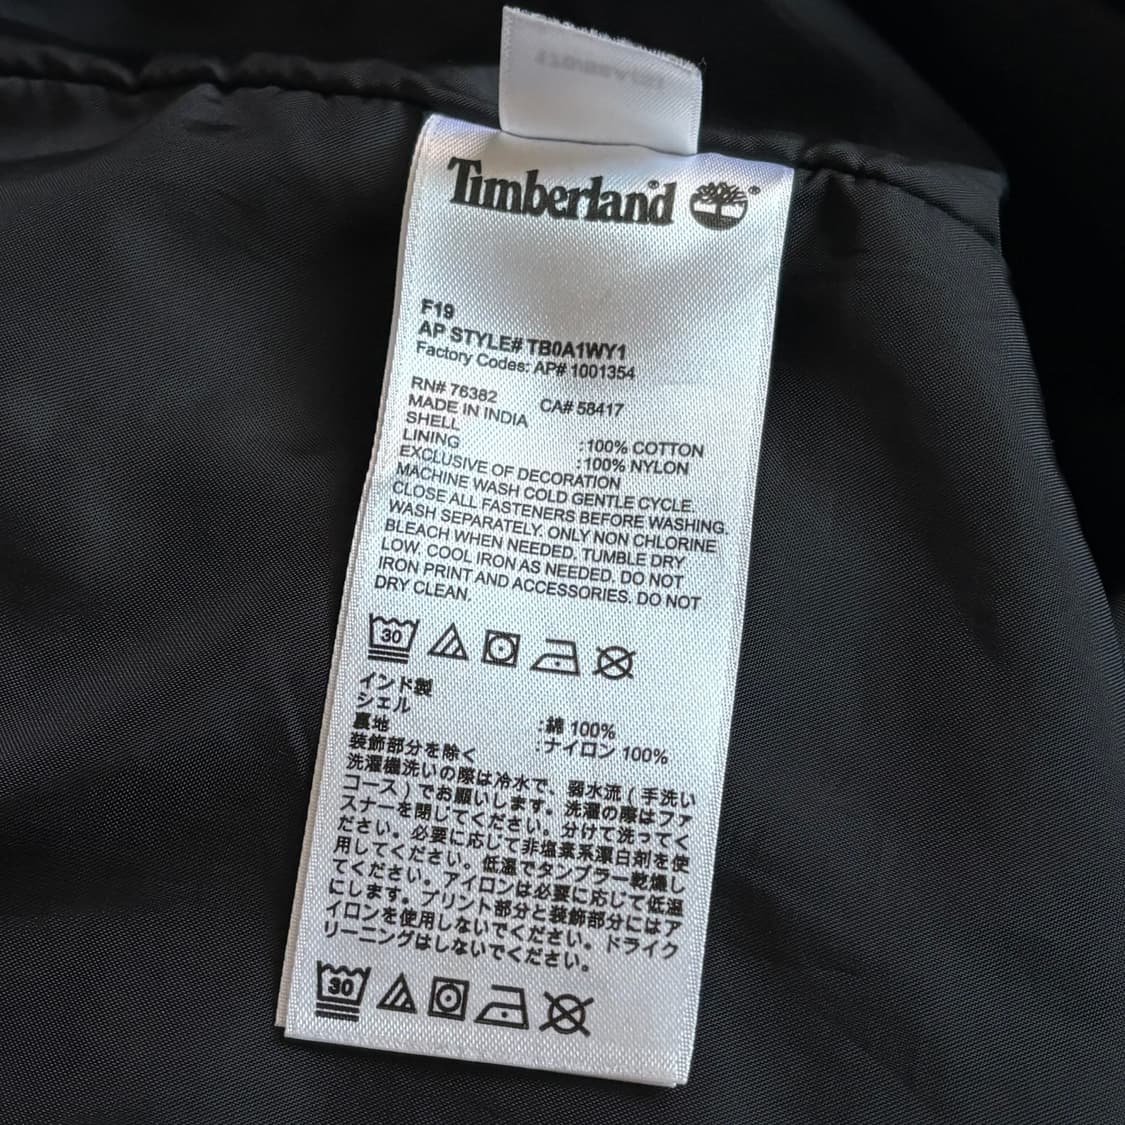 Timberland
F19
AP STYLE# TB0A1WY1
Factory Codes: AP# 1001354
RN# 76382 CA# 58417
MADE IN INDIA
SHELL :100% COTTON
LINING :100% NYLON
EXCLUSIVE OF DECORATION
MACHINE WASH COLD GENTLE CYCLE.
CLOSE ALL FASTENERS BEFORE WASHING.
WASH SEPARATELY. ONLY NON CHLORINE
BLEACH WHEN NEEDED. TUMBLE DRY
LOW. COOL IRON AS NEEDED. DO NOT
IRON PRINT AND ACCESSORIES. DO NOT
DRY CLEAN.
30
インド製
シェル :綿 100%
裏地 :ナイロン 100%
装飾部分を除く
洗濯機洗いの際は冷水で、弱水流(手洗い
コース)でお願いします。洗濯の際はファ
スナーを閉じてください。分けて洗ってく
ださい。必要に応じて非塩素系漂白剤を使
用してください。低温でタンブラー乾燥し
てください。アイロンは必要に応じて低温
にします。プリント部分と装飾部分にはア
イロンを使用しないでください。ドライク
リーニングはしないでください。
30